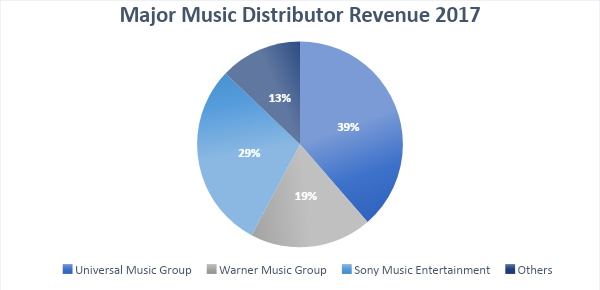 Major Music Distributor Revenue 2017
13%
39%
29%
19%
Universal Music Group Warner Music Group Sony Music Entertainment Others